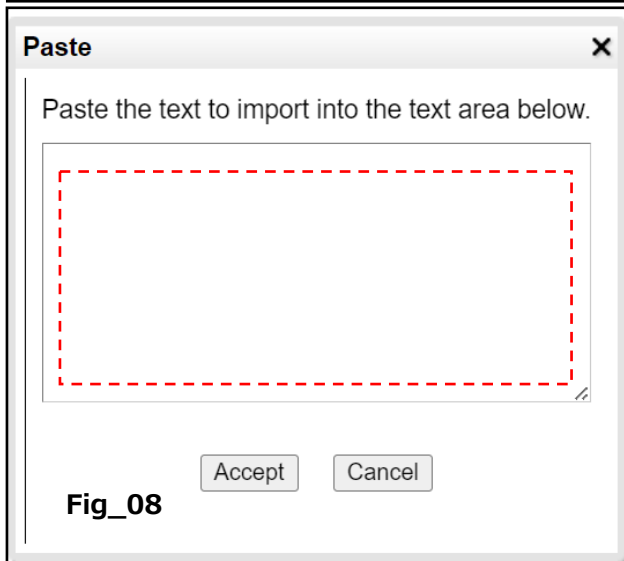 Paste
Paste the text to import into the text area below.
Accept Cancel
Fig_08